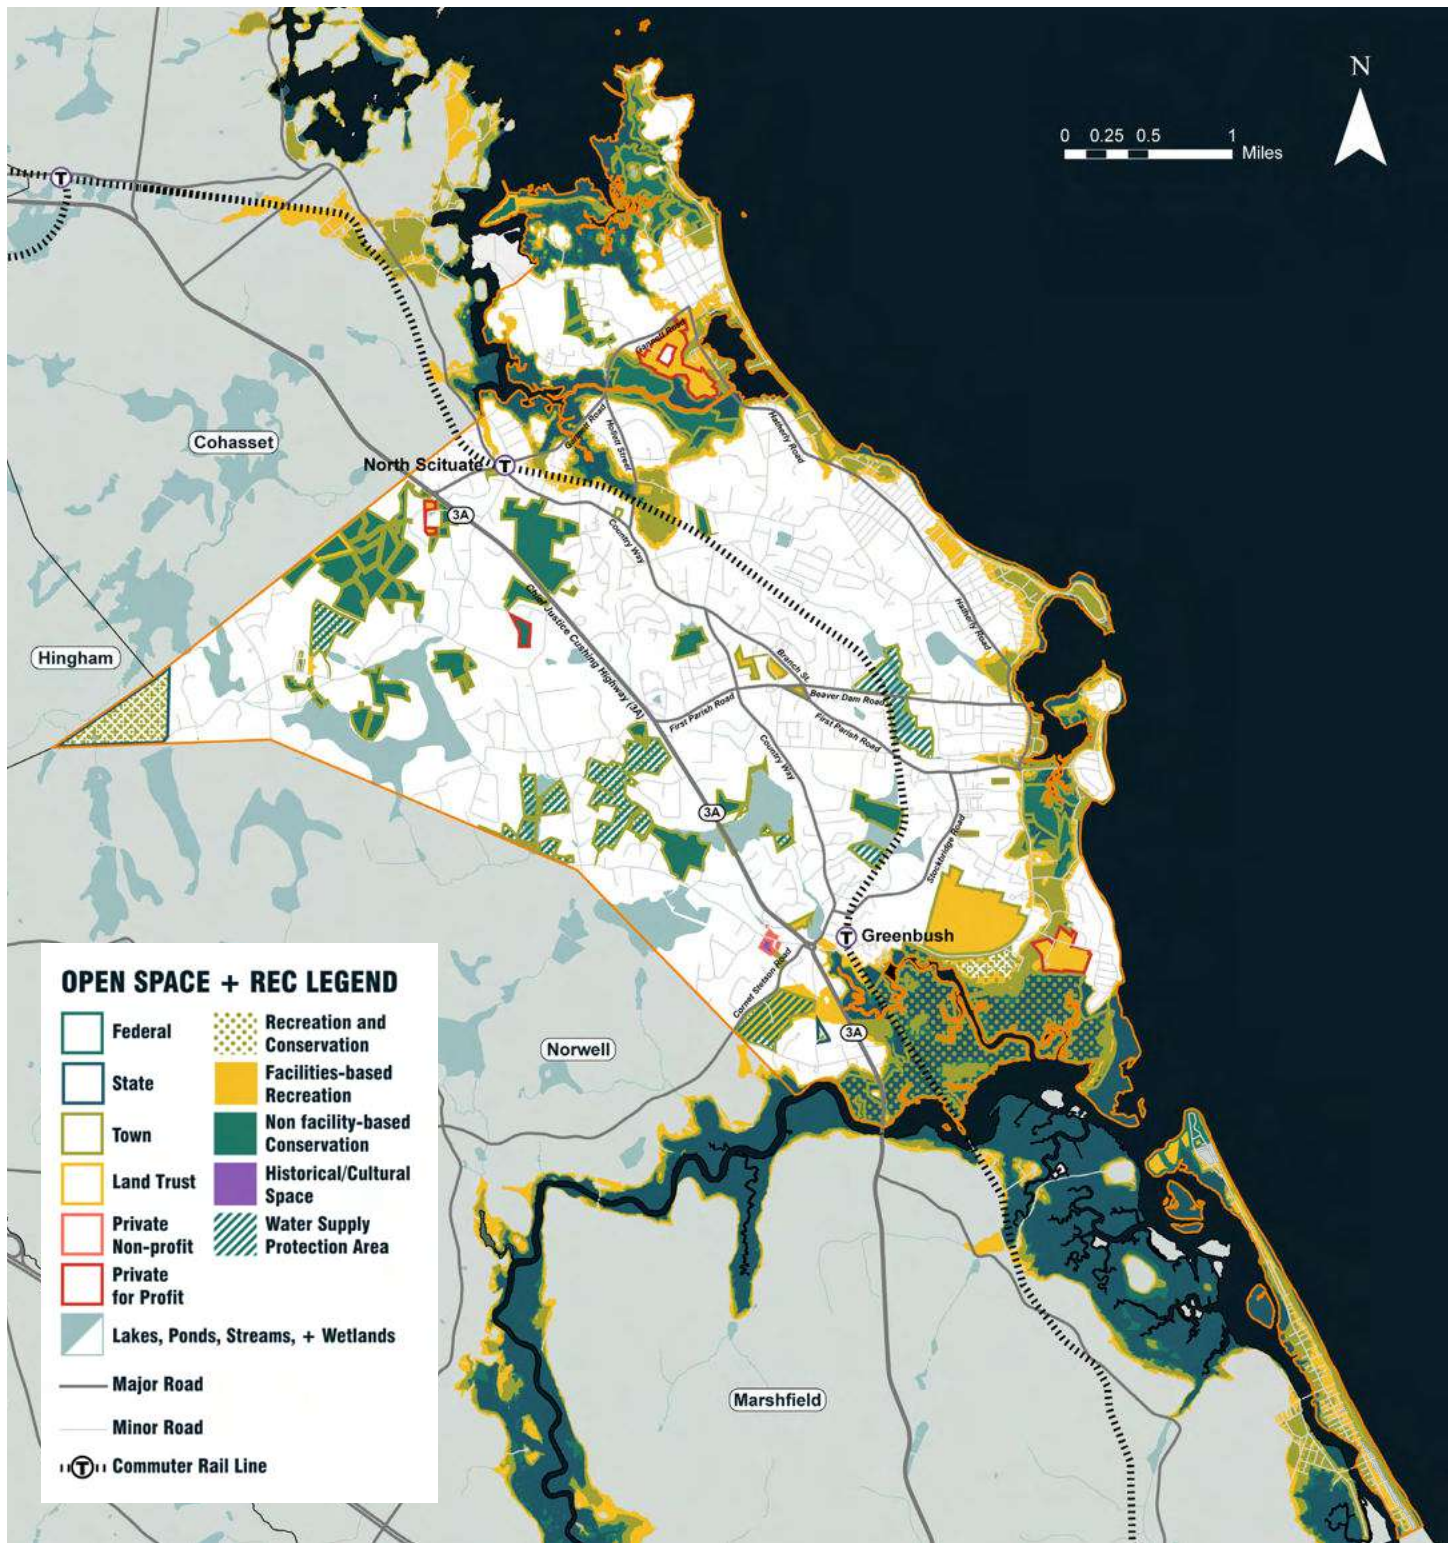 N
0 0.25 0.5 1
Miles
Gannett Road
Cohasset
North Scituate
T
Gannett Road
Hollett Street
Hatherly Road
3A
Country Way
Chief Justice Cushing Highway (3A)
Hatherly Road
Hingham
Branch St.
Beaver Dam Road
First Parish Road
First Parish Road
Country Way
3A
Stockbridge Road
T
Greenbush
Cornet Stetson Road
3A
Norwell
Marshfield
T
OPEN SPACE + REC LEGEND
Federal
State
Town
Land Trust
Private
Non-profit
Private
for Profit
Recreation and
Conservation
Facilities-based
Recreation
Non facility-based
Conservation
Historical/Cultural
Space
Water Supply
Protection Area
Lakes, Ponds, Streams, + Wetlands
Major Road
Minor Road
T
Commuter Rail Line